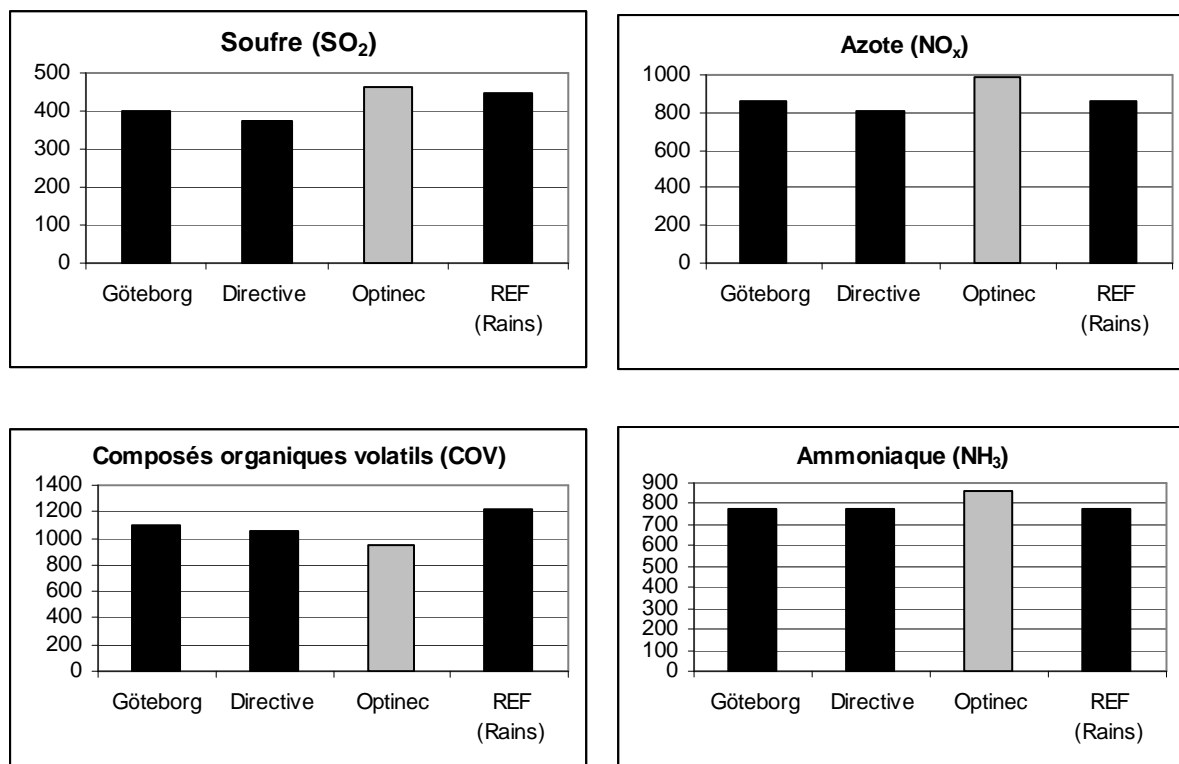 Soufre (SO₂)
500
400
300
200
100
0
Göteborg Directive Optinec REF
(Rains)
Azote (NOₓ)
1000
800
600
400
200
0
Göteborg Directive Optinec REF
(Rains)
Composés organiques volatils (COV)
1400
1200
1000
800
600
400
200
0
Göteborg Directive Optinec REF
(Rains)
Ammoniaque (NH₃)
900
800
700
600
500
400
300
200
100
0
Göteborg Directive Optinec REF
(Rains)